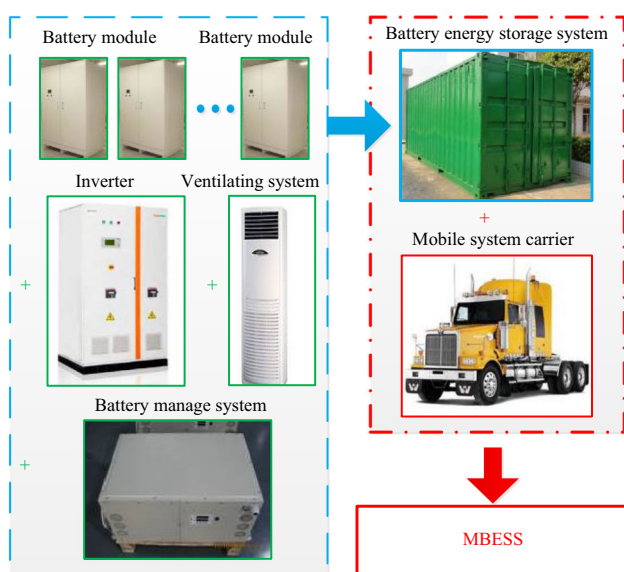 Battery module
Battery module
Inverter
Ventilating system
+
+
Battery manage system
+
Battery energy storage system
+
Mobile system carrier
MBESS